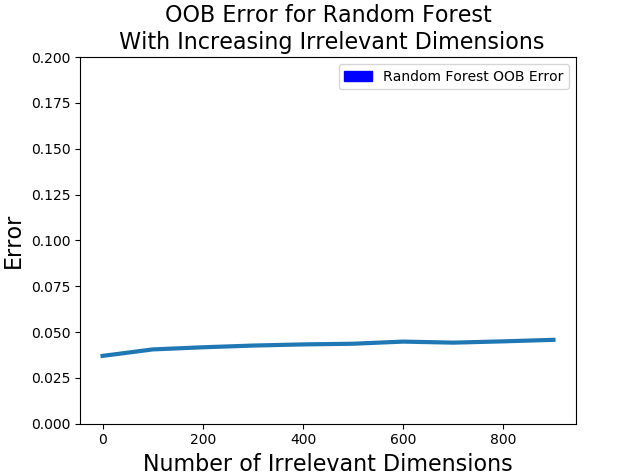 OOB Error for Random Forest
With Increasing Irrelevant Dimensions
0.200
Random Forest OOB Error
0.175
0.150
0.125
0.100
0.075
0.050
0.025
0.000
Error
0 200 400 600 800
Number of Irrelevant Dimensions